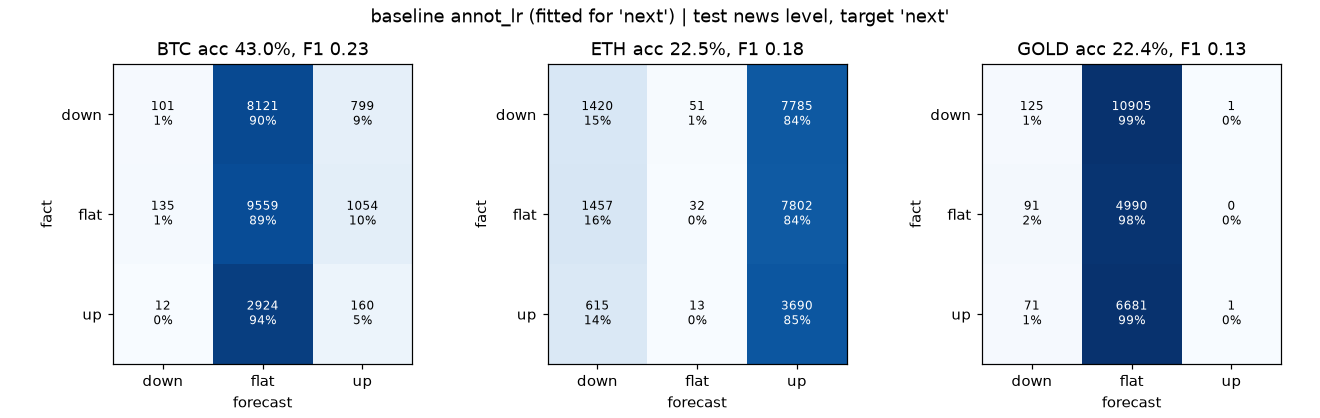 baseline annot_lr (fitted for 'next') | test news level, target 'next'
BTC acc 43.0%, F1 0.23
fact
down
flat
up
101
1%
8121
90%
799
9%
135
1%
9559
89%
1054
10%
12
0%
2924
94%
160
5%
down
flat
up
forecast
ETH acc 22.5%, F1 0.18
fact
down
flat
up
1420
15%
51
1%
7785
84%
1457
16%
32
0%
7802
84%
615
14%
13
0%
3690
85%
down
flat
up
forecast
GOLD acc 22.4%, F1 0.13
fact
down
flat
up
125
1%
10905
99%
1
0%
91
2%
4990
98%
0
0%
71
1%
6681
99%
1
0%
down
flat
up
forecast